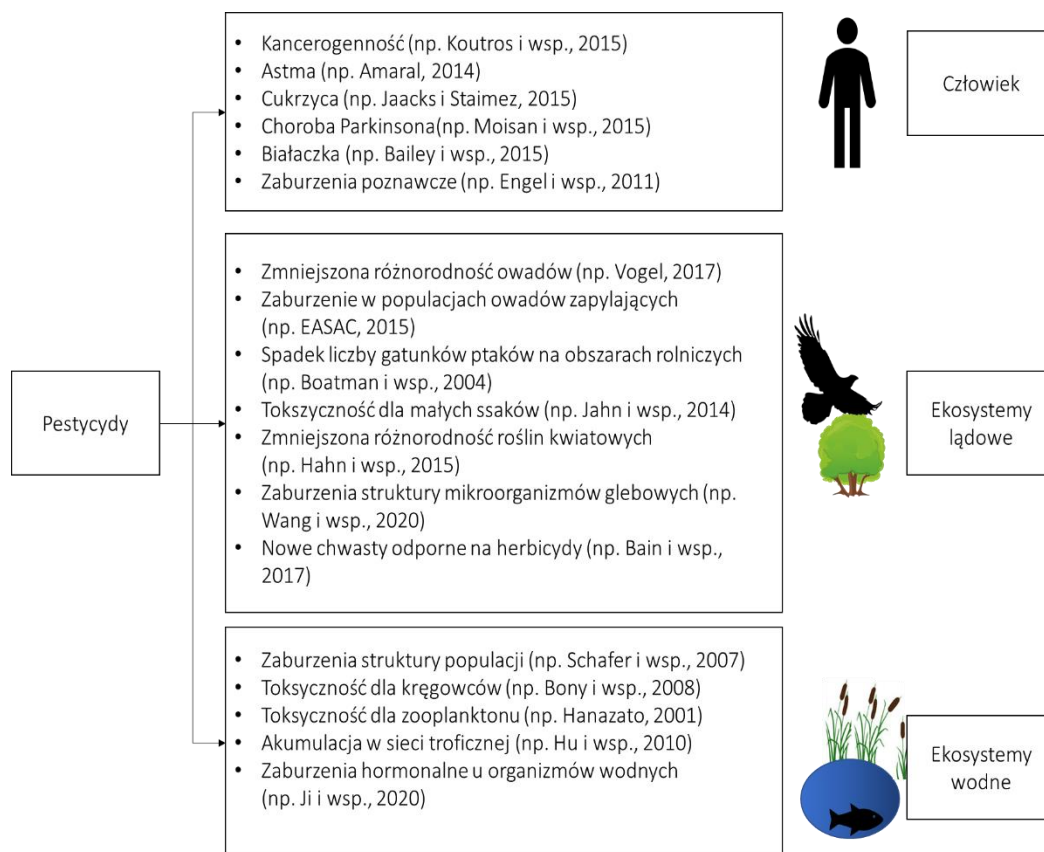 Pestycydy
• Kancerogenność (np. Koutros i wsp., 2015)
• Astma (np. Amaral, 2014)
• Cukrzyca (np. Jaacks i Staimez, 2015)
• Choroba Parkinsona(np. Moisan i wsp., 2015)
• Białaczka (np. Bailey i wsp., 2015)
• Zaburzenia poznawcze (np. Engel i wsp., 2011)
Człowiek
• Zmniejszona różnorodność owadów (np. Vogel, 2017)
• Zaburzenie w populacjach owadów zapylających
(np. EASAC, 2015)
• Spadek liczby gatunków ptaków na obszarach rolniczych
(np. Boatman i wsp., 2004)
• Tokszyczność dla małych ssaków (np. Jahn i wsp., 2014)
• Zmniejszona różnorodność roślin kwiatowych
(np. Hahn i wsp., 2015)
• Zaburzenia struktury mikroorganizmów glebowych (np.
Wang i wsp., 2020)
• Nowe chwasty odporne na herbicydy (np. Bain i wsp.,
2017)
Ekosystemy
lądowe
• Zaburzenia struktury populacji (np. Schafer i wsp., 2007)
• Toksyczność dla kręgowców (np. Bony i wsp., 2008)
• Toksyczność dla zooplanktonu (np. Hanazato, 2001)
• Akumulacja w sieci troficznej (np. Hu i wsp., 2010)
• Zaburzenia hormonalne u organizmów wodnych
(np. Ji i wsp., 2020)
Ekosystemy
wodne